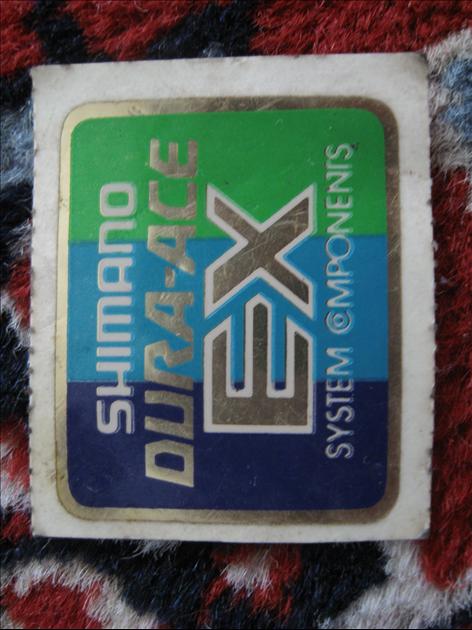 SHIMANO
DURA-ACE
EX
SYSTEM COMPONENTS